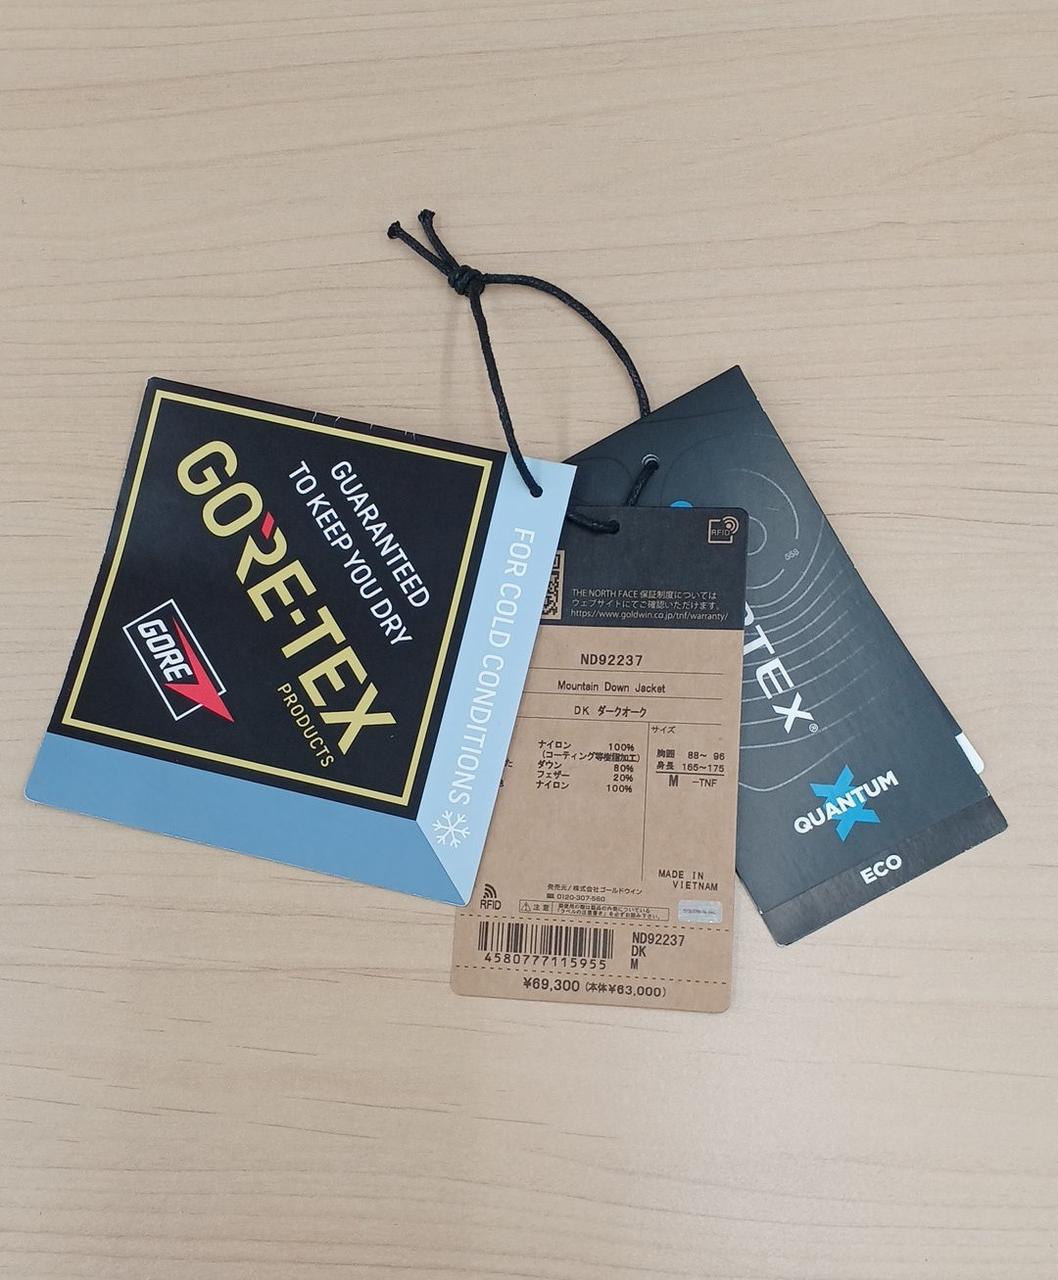 GUARANTEED
TO KEEP YOU DRY
GORE-TEX
PRODUCTS
GORE
FOR COLD CONDITIONS
RFID
THE NORTH FACE 保証制度については
ウェブサイトにてご確認いただけます。
https://www.goldwin.co.jp/tnf/warranty/
ND92237
Mountain Down Jacket
DK ダークオーク
サイズ
ナイロン 100%
(コーティング等樹脂加工)
ダウン 80%
フェザー 20%
ナイロン 100%
胸囲 88~ 96
身長 165~175
M -TNF
MADE IN
VIETNAM
発売元/株式会社ゴールドウイン
0120-307-560
RFID
注意
4580777115955
ND92237
DK
M
¥69,300 (本体¥63,000)
RTEX®
QUANTUM
ECO